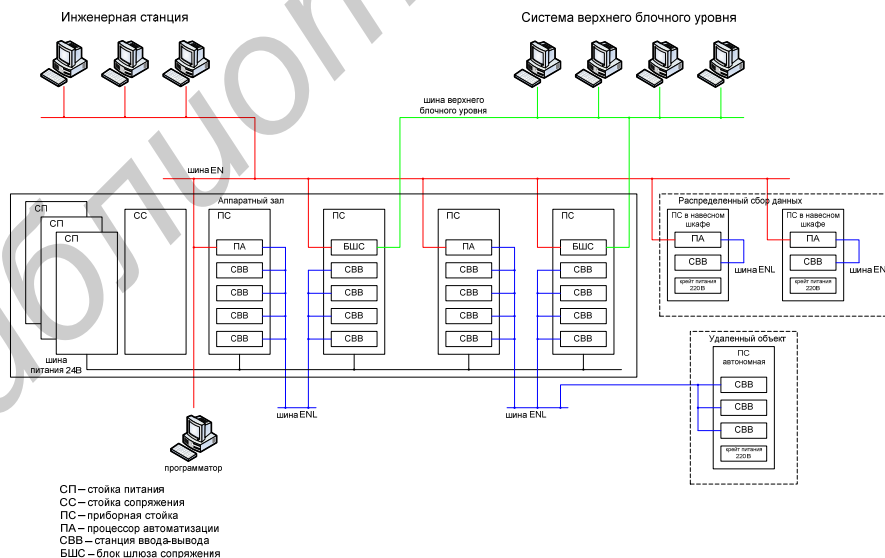 Инженерная станция
Система верхнего блочного уровня
шина верхнего
блочного уровня
шина EN
Аппаратный зал
Распределенный сбор данных
СП
СП
СП
СС
ПС
ПА
СВВ
СВВ
СВВ
СВВ
ПС
БШС
СВВ
СВВ
СВВ
СВВ
ПС
ПА
СВВ
СВВ
СВВ
СВВ
ПС
БШС
СВВ
СВВ
СВВ
СВВ
ПС в навесном
шкафе
ПА
СВВ
крейт питания
220В
шина ENL
ПС в навесном
шкафе
ПА
СВВ
крейт питания
220В
шина EN
шина
питания 24В
шина ENL
шина ENL
Удаленный объект
ПС
автономная
СВВ
СВВ
СВВ
крейт питания
220В
программатор
СП – стойка питания
СС – стойка сопряжения
ПС – приборная стойка
ПА – процессор автоматизации
СВВ – станция ввода-вывода
БШС – блок шлюза сопряжения
блиот